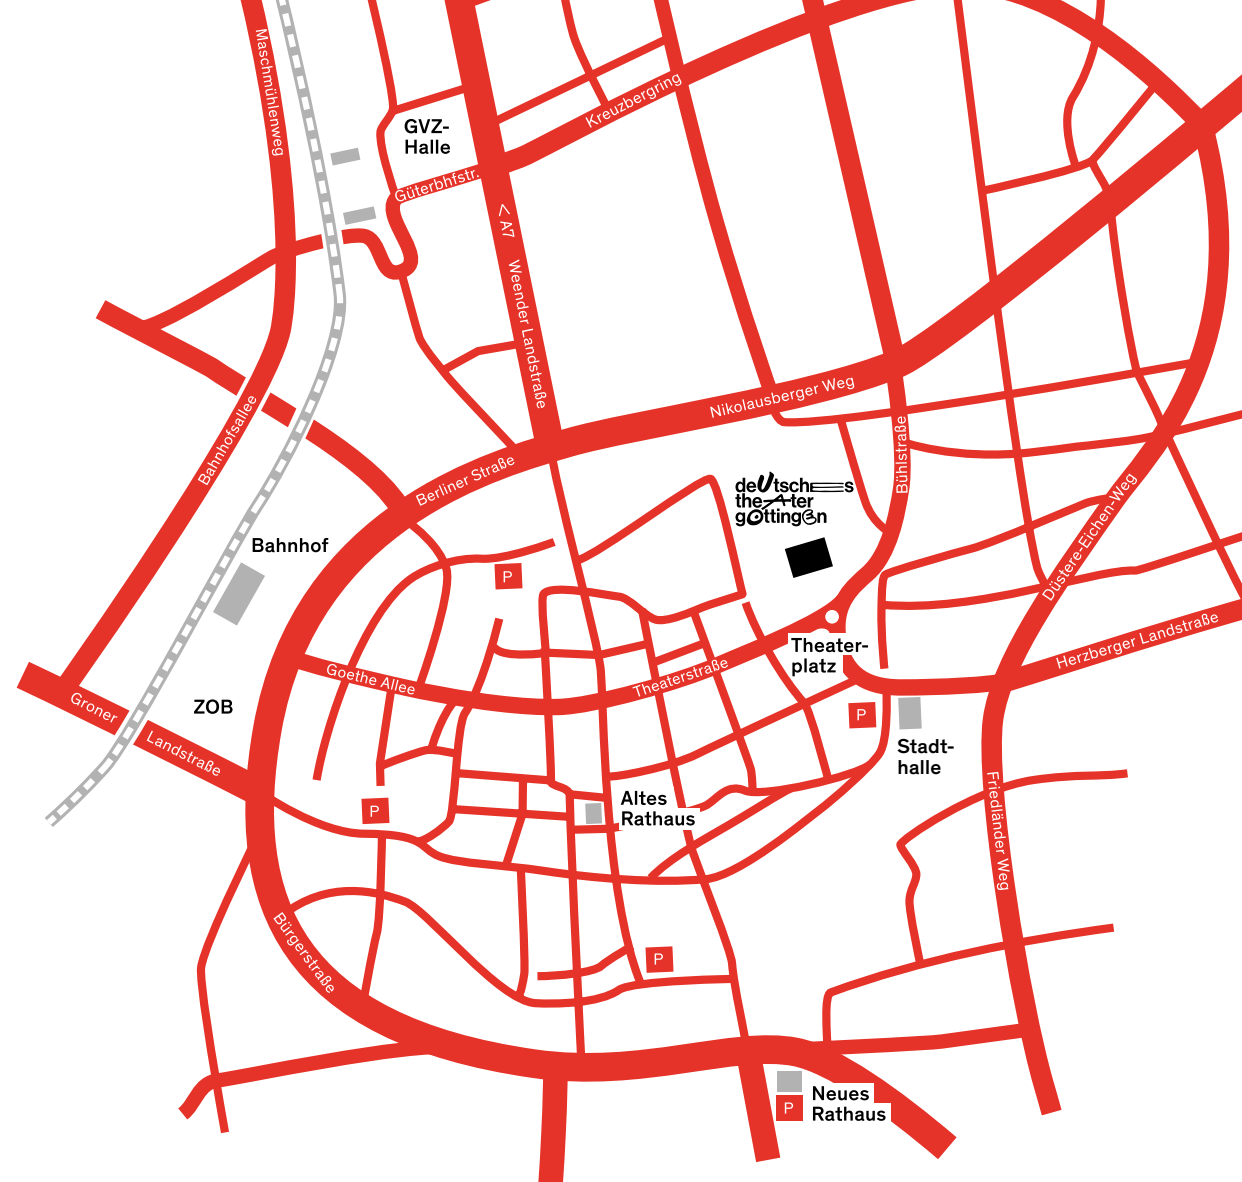 Maschmühlenweg
GVZ-
Halle
Güterbhfstr.
Kreuzbergring
< A7
Weender Landstraße
Nikolausberger Weg
Bahnhofsallee
Berliner Straße
Bühlstraße
deUtschEs
theAter
gOttingEn
Düstere-Eichen-Weg
Bahnhof
P
Theater-
platz
Herzberger Landstraße
Goethe Allee
Theaterstraße
Groner
Landstraße
ZOB
P
Stadt-
halle
P
Altes
Rathaus
Friedländer Weg
Bürgerstraße
P
Neues
Rathaus
P